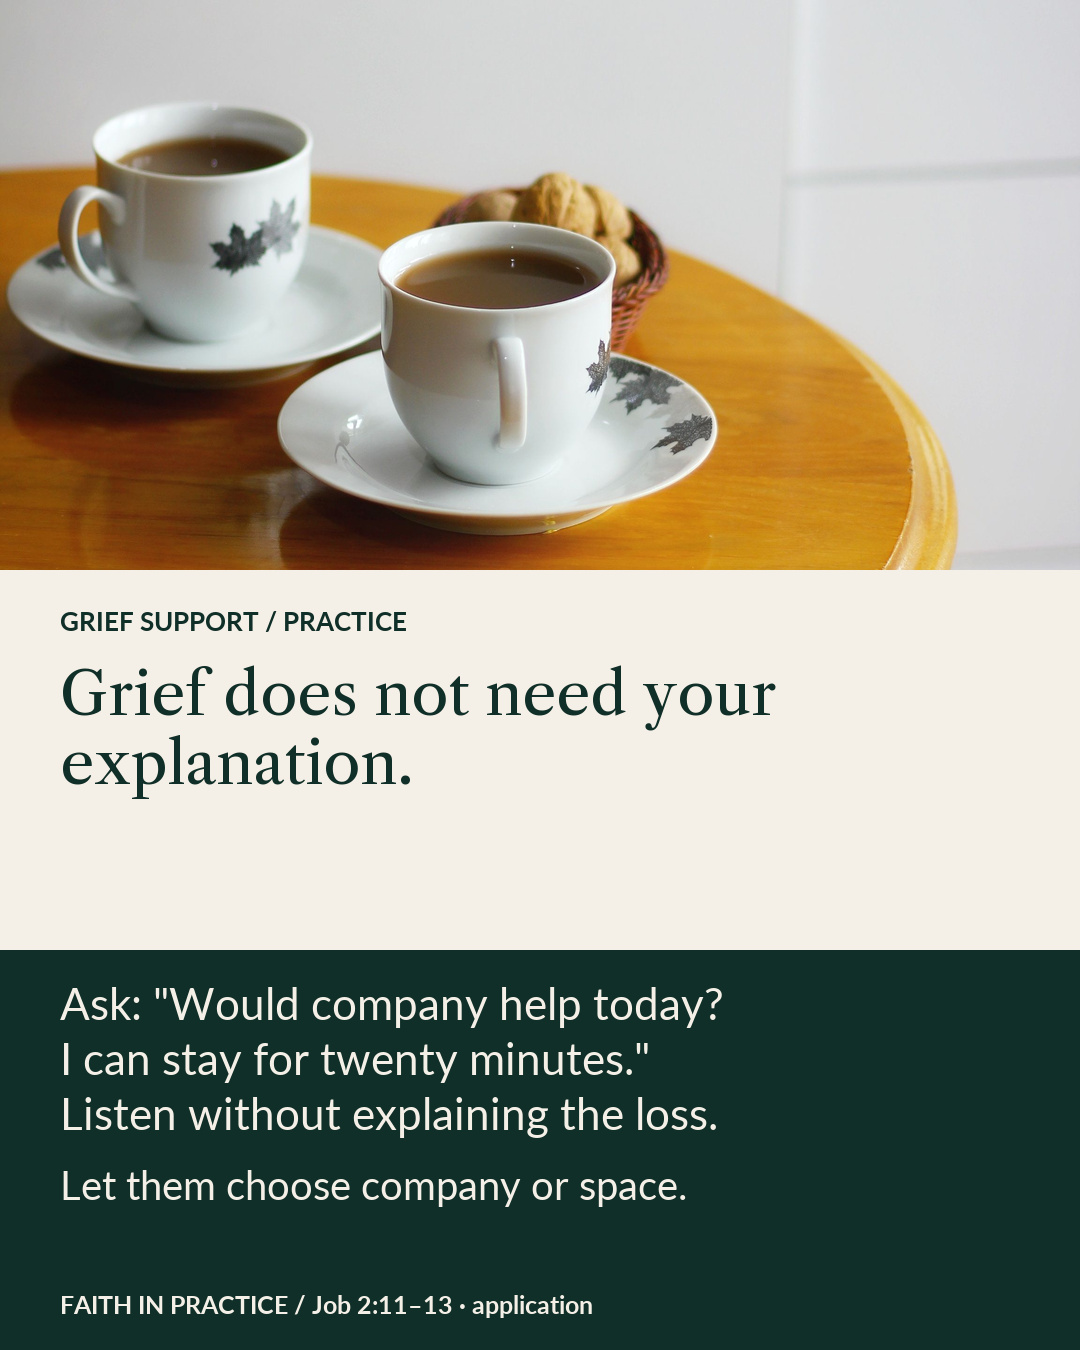 GRIEF SUPPORT / PRACTICE
Grief does not need your
explanation.
Ask: "Would company help today?
I can stay for twenty minutes."
Listen without explaining the loss.
Let them choose company or space.
FAITH IN PRACTICE / Job 2:11–13 · application